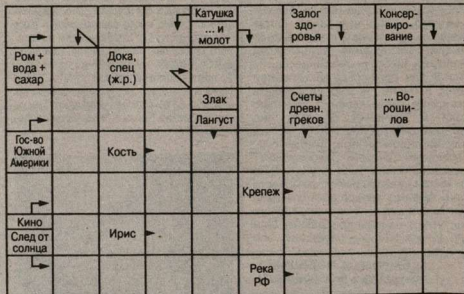 Катушка
... и
молот
Залог
здо-
ровья
Консер-
виро-
вание
Ром +
вода +
сахар
Дока,
спец
(ж.р.)
Злак
Лангуст
Счеты
древн.
греков
... Во-
роши-
лов
Гос-во
Южной
Америки
Кость
Крепеж
Кино
След от
солнца
Ирис
Река
РФ